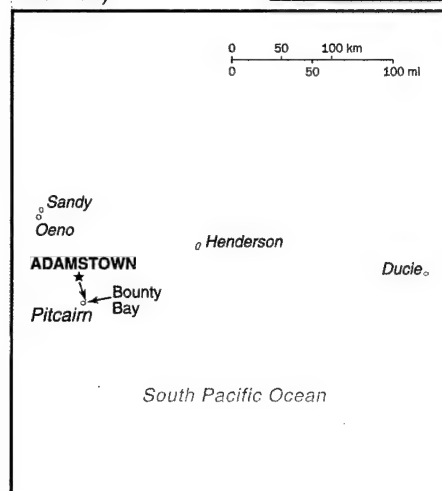 0 50 100 km
0 50 100 mi
Sandy
Oeno
Henderson
ADAMSTOWN
Ducie
Bounty
Bay
Pitcairn
South Pacific Ocean